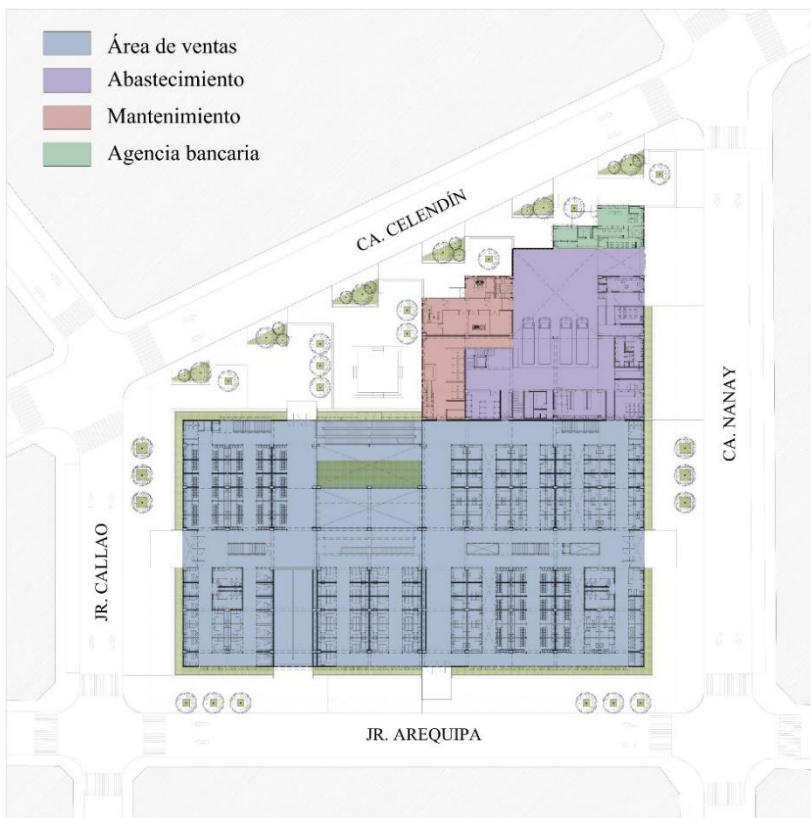 Área de ventas
Abastecimiento
Mantenimiento
Agencia bancaria
CA. CELENDÍN
CA. NANAY
JR. CALLAO
JR. AREQUIPA